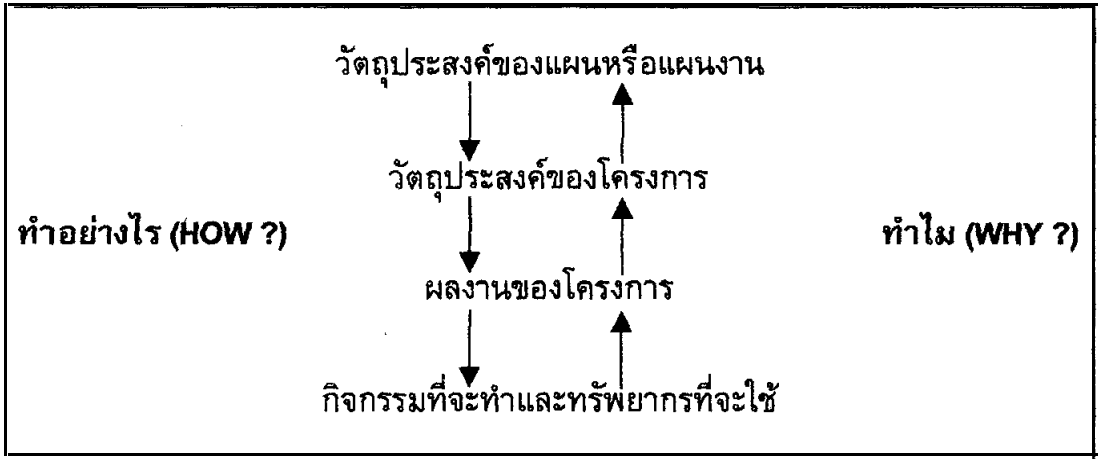 วัตถุประสงค์ของแผนหรือแผนงาน
วัตถุประสงค์ของโครงการ
ทำอย่างไร (HOW ?)
ทำไม (WHY ?)
ผลงานของโครงการ
กิจกรรมที่จะทำและทรัพยากรที่จะใช้